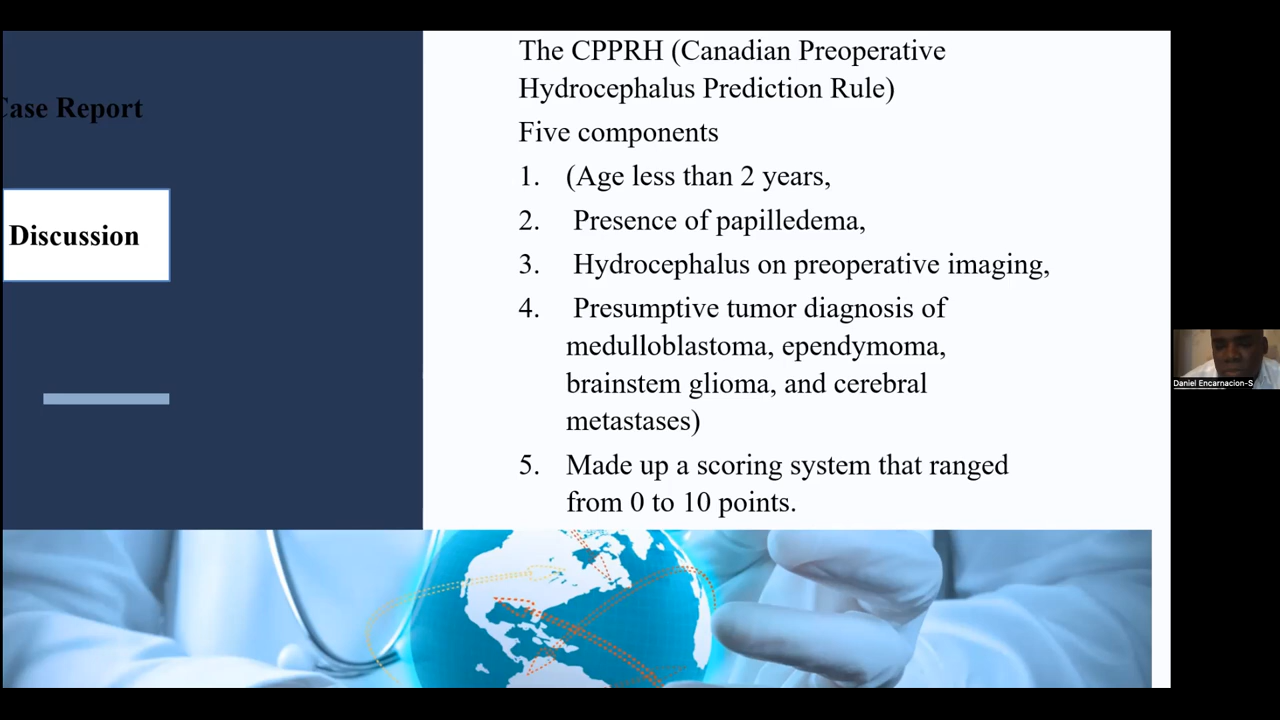 The CPPRH (Canadian Preoperative
Hydrocephalus Prediction Rule)
Case Report
Five components
1. (Age less than 2 years,
2. Presence of papilledema,
Discussion
3. Hydrocephalus on preoperative imaging,
4. Presumptive tumor diagnosis of
medulloblastoma, ependymoma,
brainstem glioma, and cerebral
metastases)
5. Made up a scoring system that ranged
from 0 to 10 points.
Daniel Encarnacion-S